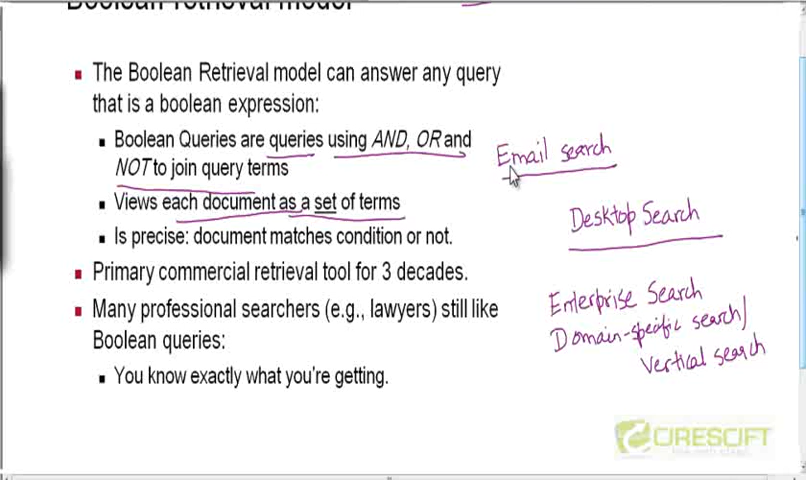 Boolean retrieval model
The Boolean Retrieval model can answer any query
that is a boolean expression:
Boolean Queries are queries using AND, OR and
NOT to join query terms
Views each document as a set of terms
Is precise: document matches condition or not.
Primary commercial retrieval tool for 3 decades.
Many professional searchers (e.g., lawyers) still like
Boolean queries:
You know exactly what you're getting.
Email search
Desktop Search
Enterprise Search
Domain-specific search/
Vertical search